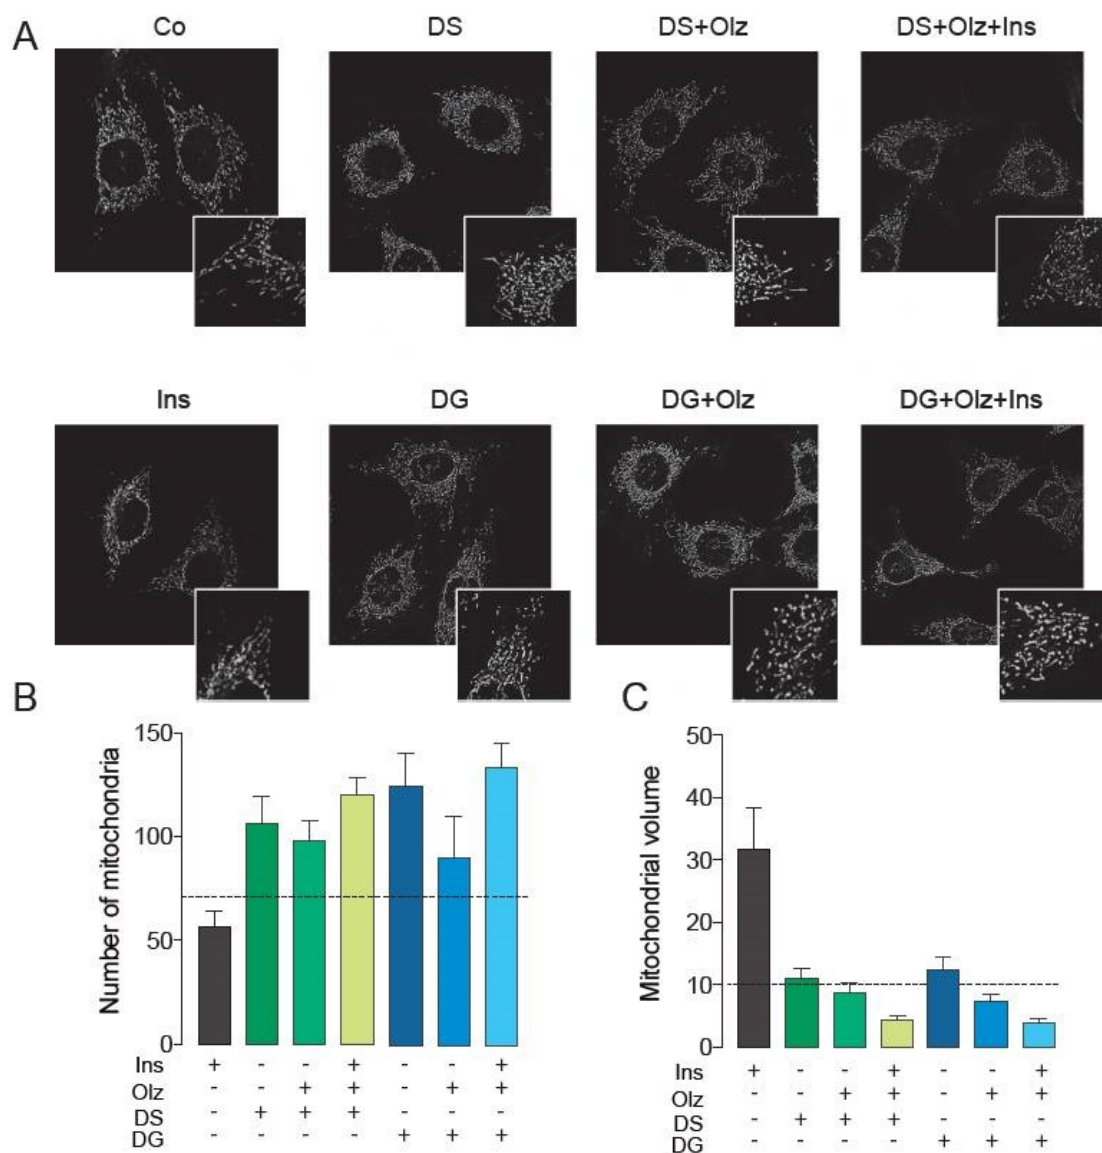 A
Co DS DS+Olz DS+Olz+Ins
Ins DG DG+Olz DG+Olz+Ins
B
Number of mitochondria
150
100
50
0
Ins + - - + - - +
Olz - - + + - + +
DS - + + + - - -
DG - - - - + + +
C
Mitochondrial volume
50
40
30
20
10
0
Ins + - - + - - +
Olz - - + + - + +
DS - + + + - - -
DG - - - - + + +